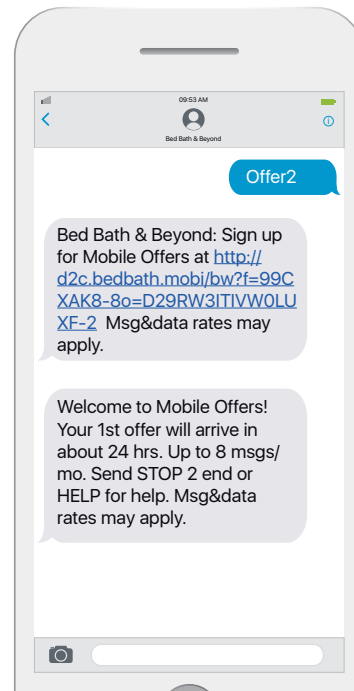 09:53 AM
Bed Bath & Beyond
Offer2
Bed Bath & Beyond: Sign up
for Mobile Offers at http://
d2c.bedbath.mobi/bw?f=99C
XAK8-8o=D29RW3ITIVW0LU
XF-2 Msg&data rates may
apply.
Welcome to Mobile Offers!
Your 1st offer will arrive in
about 24 hrs. Up to 8 msgs/
mo. Send STOP 2 end or
HELP for help. Msg&data
rates may apply.